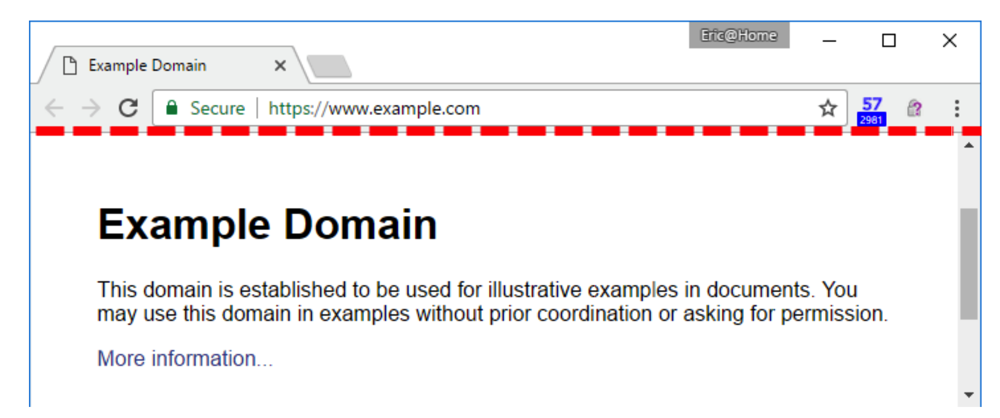 Eric@Home
Example Domain
Secure | https://www.example.com
57
2981
?
Example Domain
This domain is established to be used for illustrative examples in documents. You
may use this domain in examples without prior coordination or asking for permission.
More information...